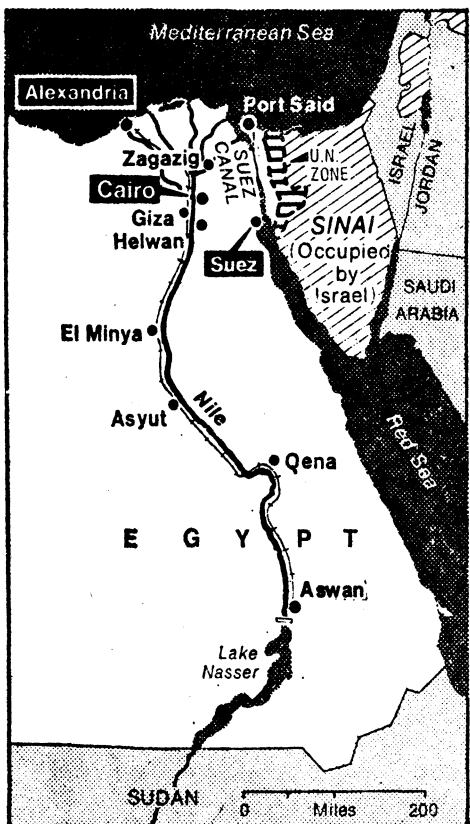 Mediterranean Sea
Alexandria
Port Said
Zagazig
SUEZ
CANAL
U.N.
ZONE
ISRAEL
JORDAN
Cairo
Giza
Helwan
Suez
SINAI
(Occupied
by
Israel)
SAUDI
ARABIA
El Minya
Asyut
Nile
Qena
Red Sea
EGYPT
Aswan
Lake
Nasser
SUDAN
0 Miles 200